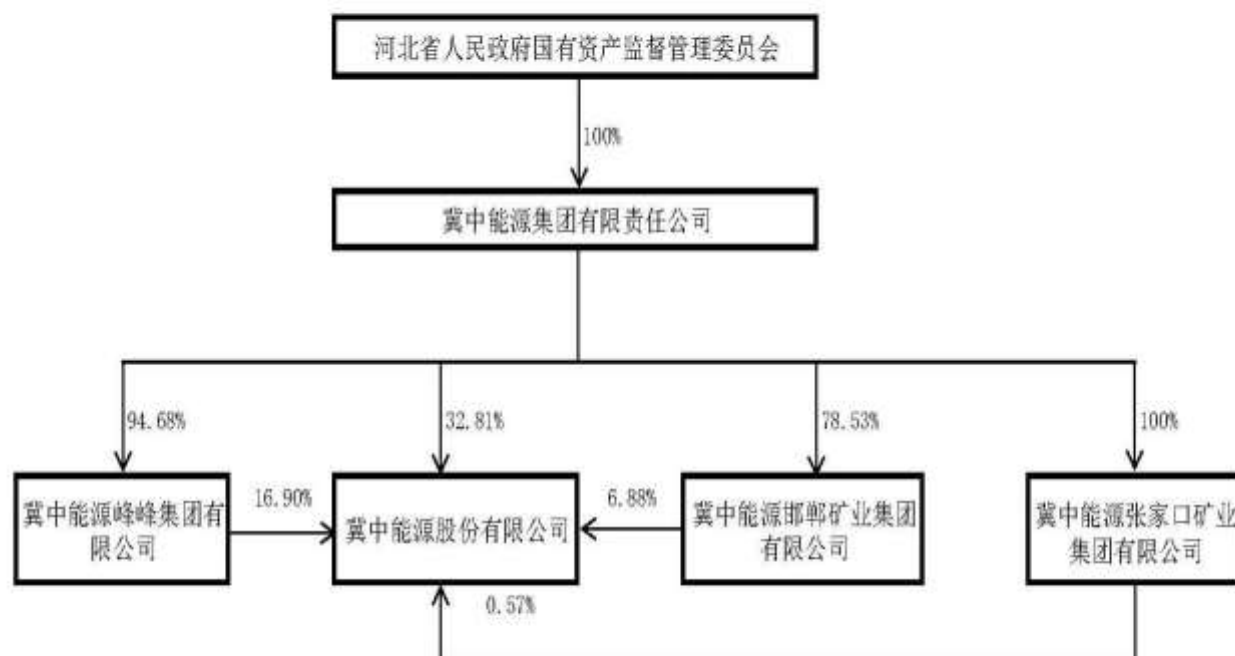 河北省人民政府国有资产监督管理委员会
100%
冀中能源集团有限责任公司
94.68%
32.81%
78.53%
100%
冀中能源峰峰集团有
限公司
16.90%
冀中能源股份有限公司
6.88%
冀中能源邯郸矿业集团
有限公司
冀中能源张家口矿业
集团有限公司
0.57%